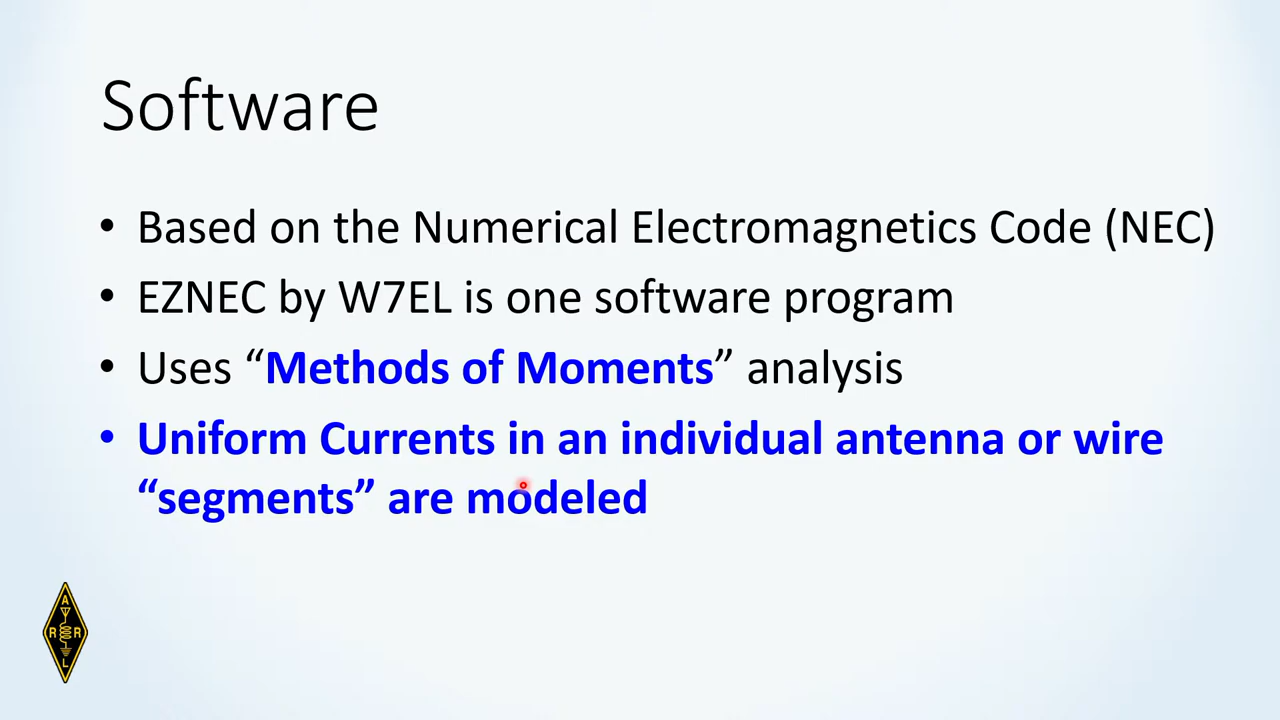 Software
• Based on the Numerical Electromagnetics Code (NEC)
• EZNEC by W7EL is one software program
• Uses “Methods of Moments” analysis
• Uniform Currents in an individual antenna or wire
“segments” are modeled
A
R R
L